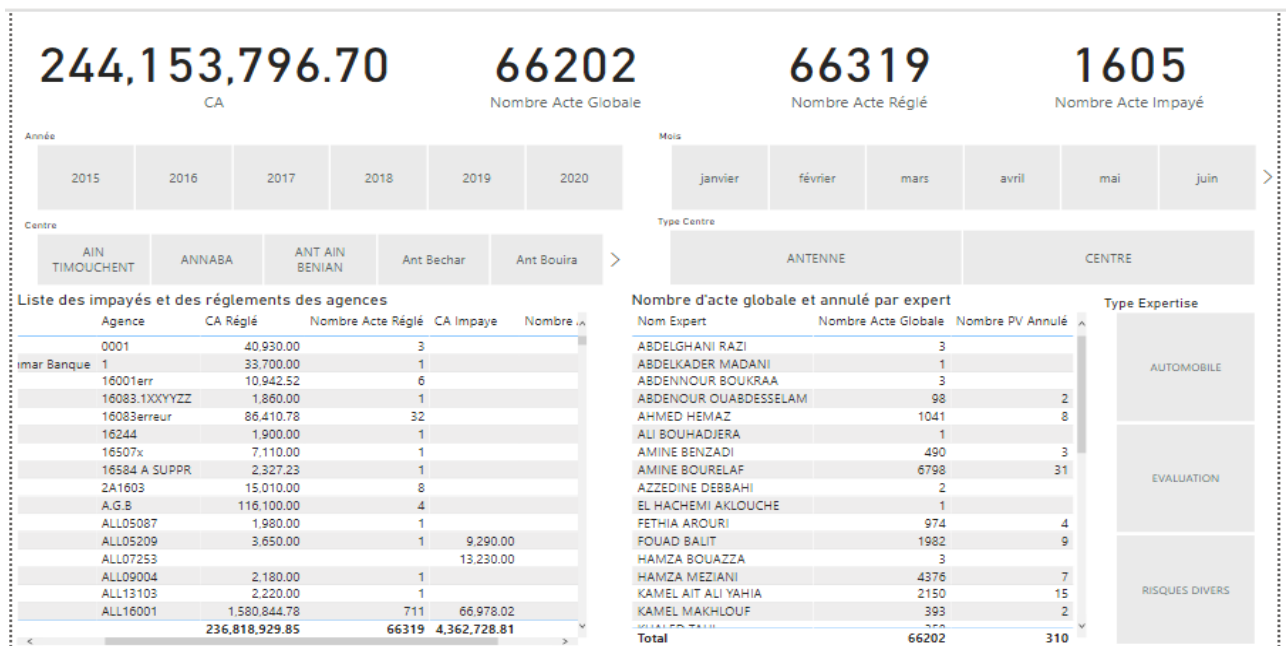 244,153,796.70 66202 66319 1605
CA Nombre Acte Globale Nombre Acte Réglé Nombre Acte Impayé
Année Mois
2015 2016 2017 2018 2019 2020 janvier février mars avril mai juin
Centre Type Centre
AIN TIMOUCHENT ANNABA ANT AIN BENIAN Ant Bechar Ant Bouira ANTENNE CENTRE
Liste des impayés et des réglements des agences
Agence CA Réglé Nombre Acte Réglé CA Impaye Nombre
0001 40,930.00 3
Banque 1 33,700.00 1
16001err 10,942.52 6
16083.1XXYYZZ 1,860.00 1
16083erreur 86,410.78 32
16244 1,900.00 1
16507x 7,110.00 1
16584 A SUPPR 2,327.23 1
2A1603 15,010.00 8
A.G.B 116,100.00 4
ALL05087 1,980.00 1
ALL05209 3,650.00 1 9,290.00
ALL07253 13,230.00
ALL09004 2,180.00 1
ALL13103 2,220.00 1
ALL16001 1,580,844.78 711 66,978.02
236,818,929.85 66319 4,362,728.81
Nombre d'acte globale et annulé par expert
Nom Expert Nombre Acte Globale Nombre PV Annulé
ABDELGHANI RAZI 3
ABDELKADER MADANI 1
ABDENNOUR BOUKRAA 3
ABDENOUR OUABDESSELAM 98 2
AHMED HEMAZ 1041 8
ALI BOUHADJERA 1
AMINE BENZADI 490 3
AMINE BOURELAF 6798 31
AZZEDINE DEBBAHI 2
EL HACHEMI AKLOUCHE 1
FETHIA AROURI 974 4
FOUAD BALIT 1982 9
HAMZA BOUAZZA 3
HAMZA MEZIANI 4376 7
KAMEL AIT ALI YAHIA 2150 15
KAMEL MAKHLOUF 393 2
Total 66202 310
Type Expertise
AUTOMOBILE
EVALUATION
RISQUES DIVERS